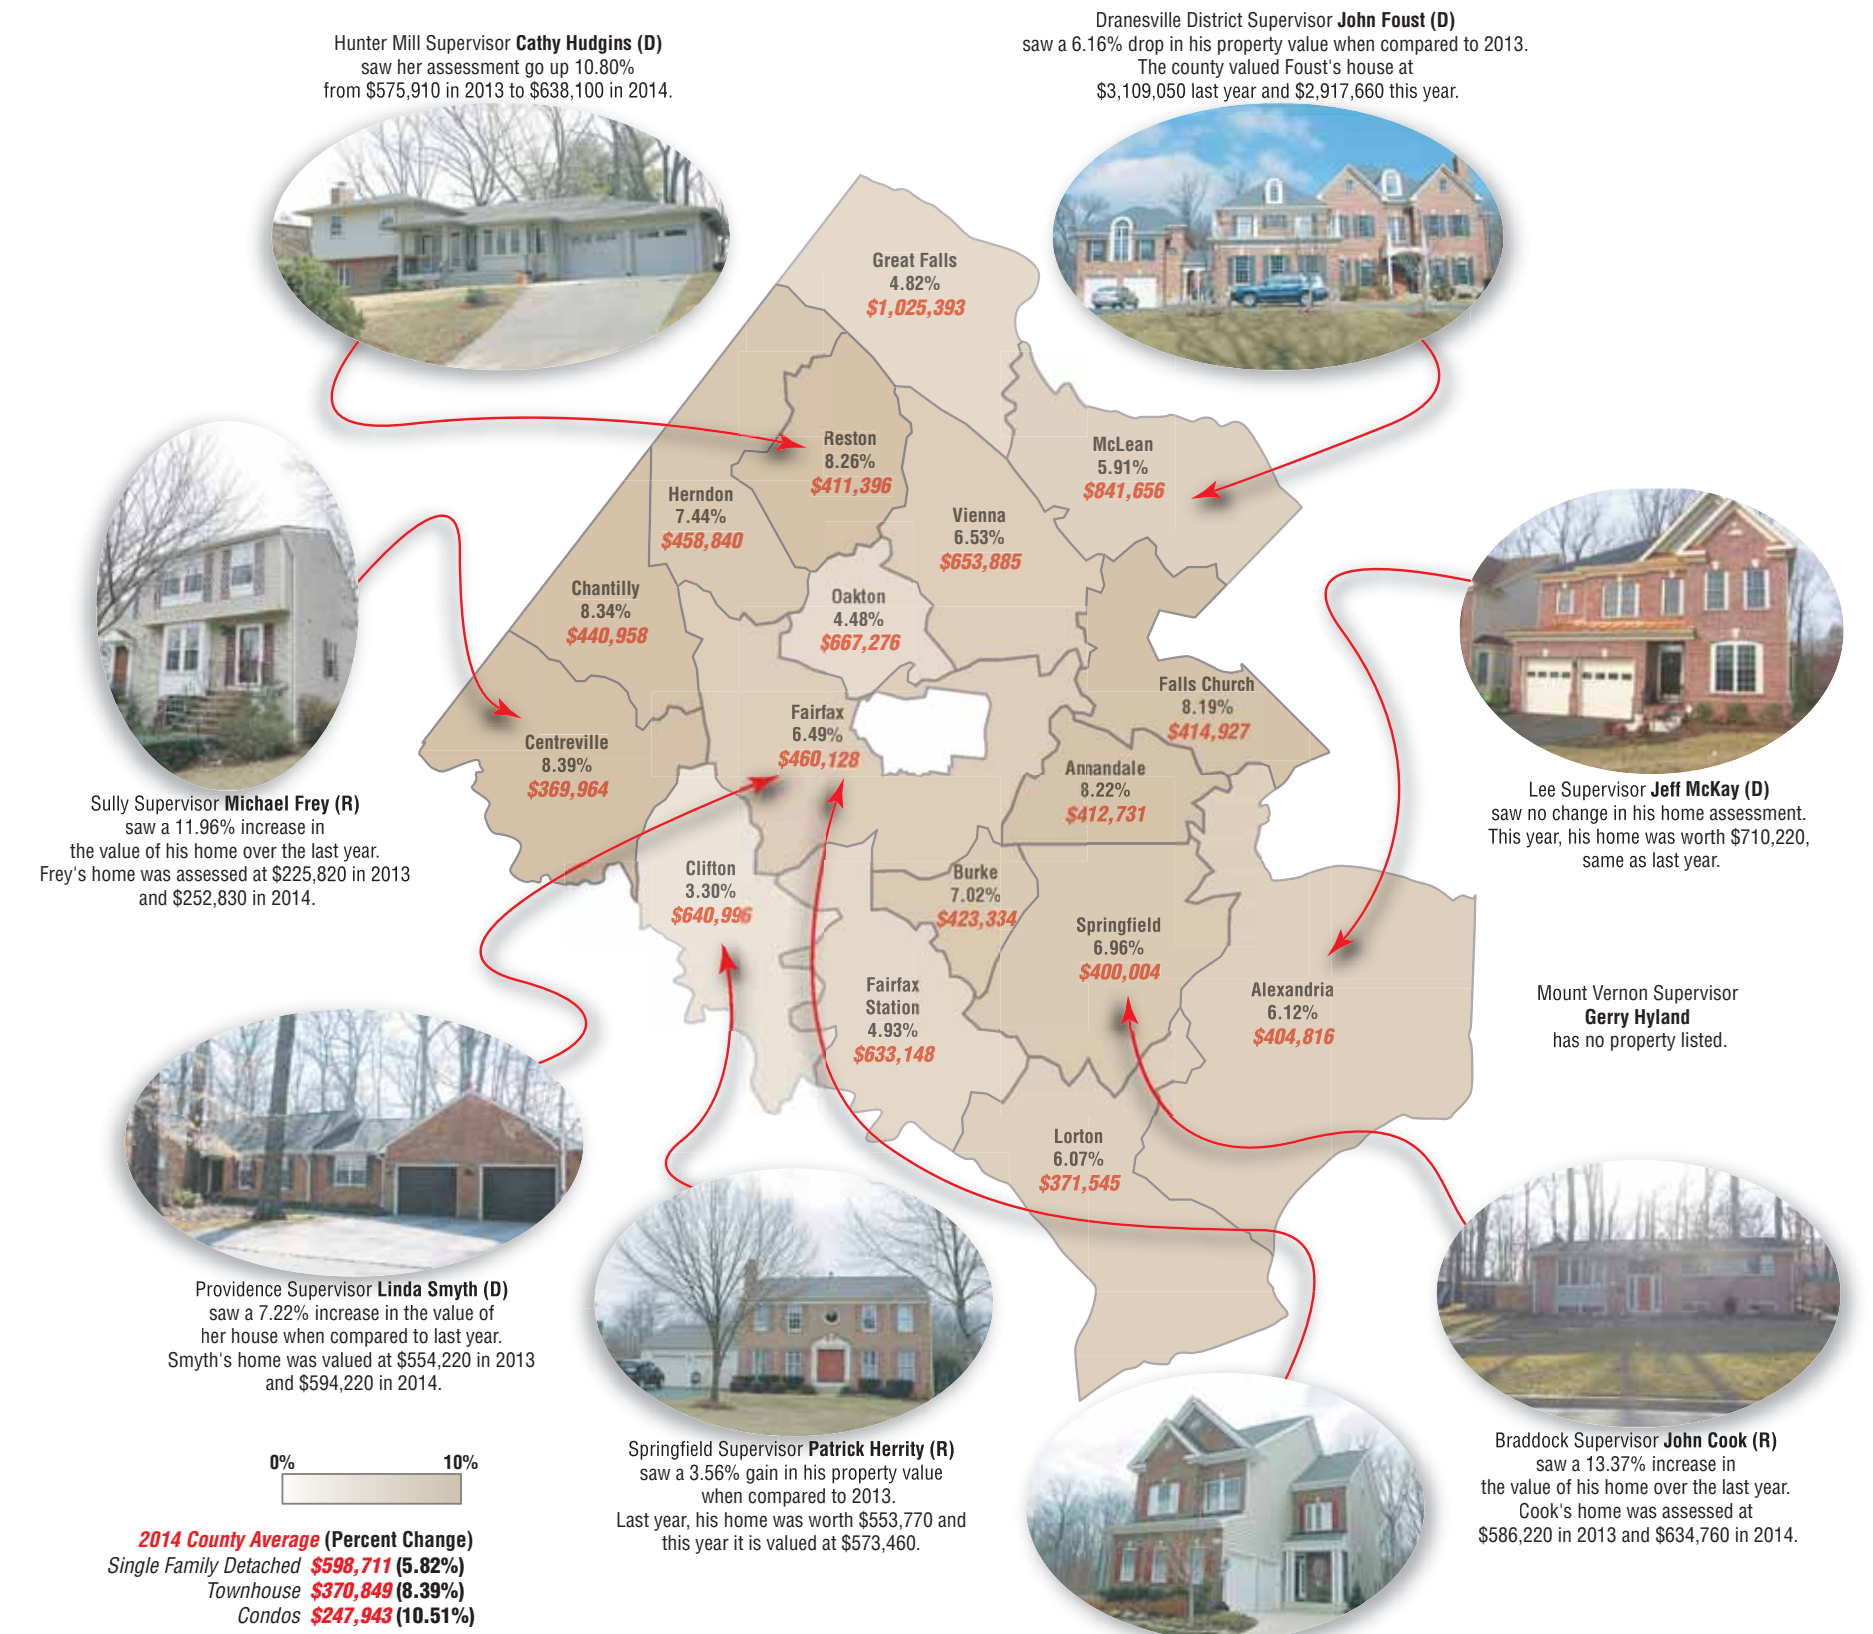 Hunter Mill Supervisor Cathy Hudgins (D)
saw her assessment go up 10.80%
from $575,910 in 2013 to $638,100 in 2014.
Dranesville District Supervisor John Foust (D)
saw a 6.16% drop in his property value when compared to 2013.
The county valued Foust's house at
$3,109,050 last year and $2,917,660 this year.
Great Falls
4.82%
$1,025,393
Reston
8.26%
$411,396
McLean
5.91%
$841,656
Herndon
7.44%
$458,840
Vienna
6.53%
$653,885
Chantilly
8.34%
$440,958
Oakton
4.48%
$667,276
Falls Church
8.19%
$414,927
Fairfax
6.49%
$460,128
Centreville
8.39%
$369,964
Annandale
8.22%
$412,731
Sully Supervisor Michael Frey (R)
saw a 11.96% increase in
the value of his home over the last year.
Frey's home was assessed at $225,820 in 2013
and $252,830 in 2014.
Lee Supervisor Jeff McKay (D)
saw no change in his home assessment.
This year, his home was worth $710,220,
same as last year.
Clifton
3.30%
$640,996
Burke
7.02%
$423,334
Springfield
6.96%
$400,004
Fairfax
Station
4.93%
$633,148
Alexandria
6.12%
$404,816
Mount Vernon Supervisor
Gerry Hyland
has no property listed.
Lorton
6.07%
$371,545
Providence Supervisor Linda Smyth (D)
saw a 7.22% increase in the value of
her house when compared to last year.
Smyth's home was valued at $554,220 in 2013
and $594,220 in 2014.
Springfield Supervisor Patrick Herrity (R)
saw a 3.56% gain in his property value
when compared to 2013.
Last year, his home was worth $553,770 and
this year it is valued at $573,460.
Braddock Supervisor John Cook (R)
saw a 13.37% increase in
the value of his home over the last year.
Cook's home was assessed at
$586,220 in 2013 and $634,760 in 2014.
0% 10%
2014 County Average (Percent Change)
Single Family Detached $598,711 (5.82%)
Townhouse $370,849 (8.39%)
Condos $247,943 (10.51%)